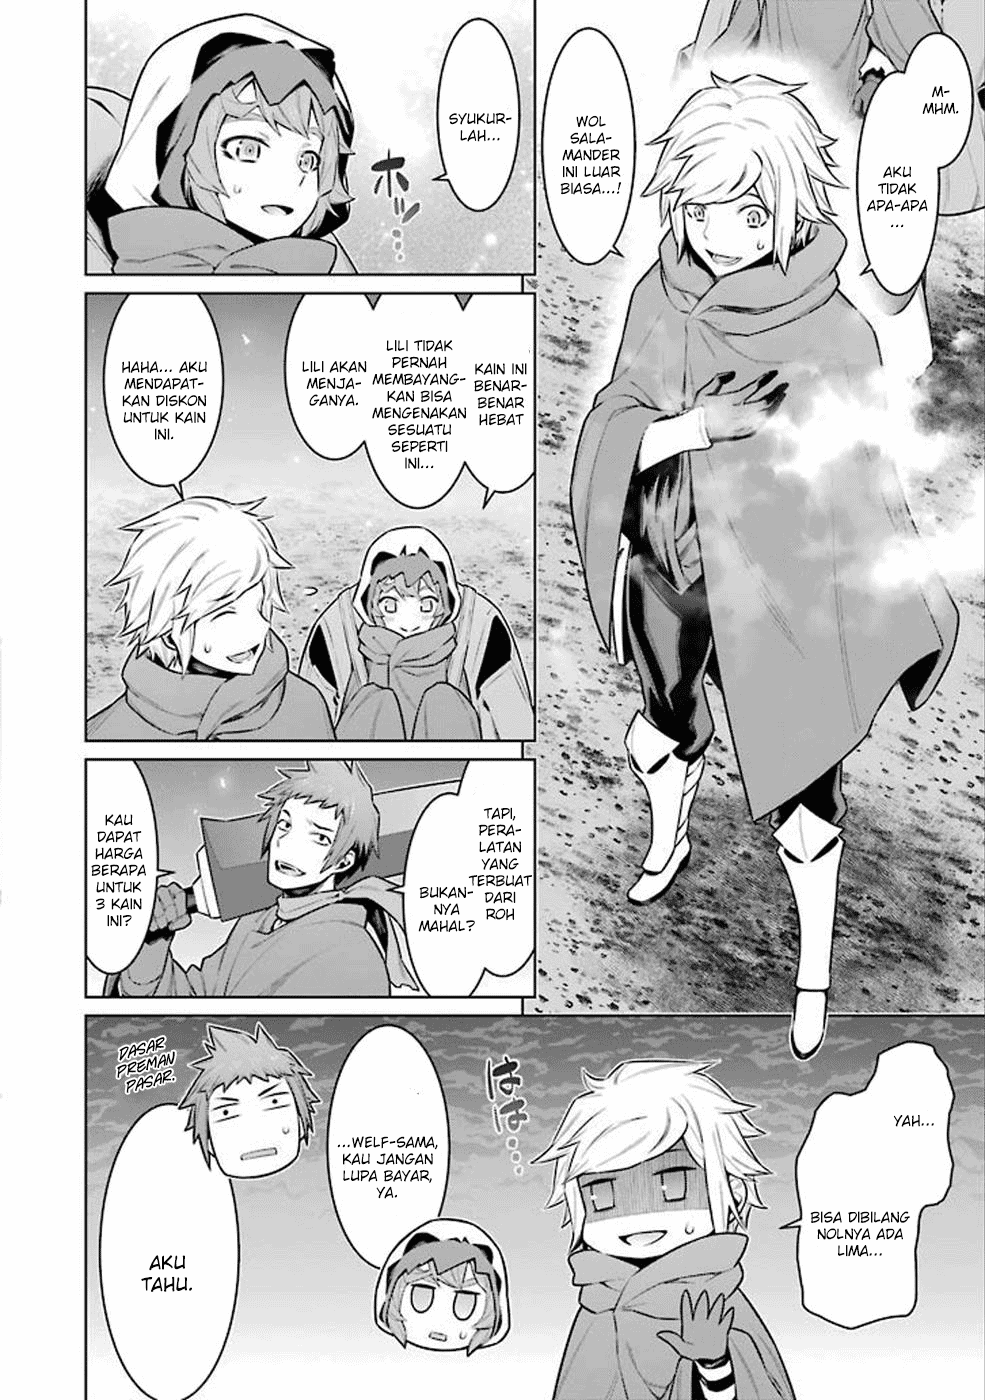 M-
MHM.
AKU
TIDAK
APA-APA
...
WOL
SALA-
MANDER
INI LUAR
BIASA...!
SYUKUR-
LAH...
ホッ…
KAIN INI
BENAR-
BENAR
HEBAT
LILI TIDAK
PERNAH
MEMBAYANG-
KAN BISA
MENGENAKAN
SESUATU
SEPERTI
INI...
LILI AKAN
MENJA-
GANYA.
HAHA... AKU
MENDAPAT-
KAN DISKON
UNTUK KAIN
INI.
TAPI,
PERA-
LATAN
YANG
TERBUAT
DARI
ROH
BUKAN-
NYA
MAHAL?
KAU
DAPAT
HARGA
BERAPA
UNTUK
3 KAIN
INI?
YAH...
BISA DIBILANG
NOLNYA ADA
LIMA...
はは…
...WELF-SAMA,
KAU JANGAN
LUPA BAYAR,
YA.
DASAR
PREMAN
PASAR.
AKU
TAHU.